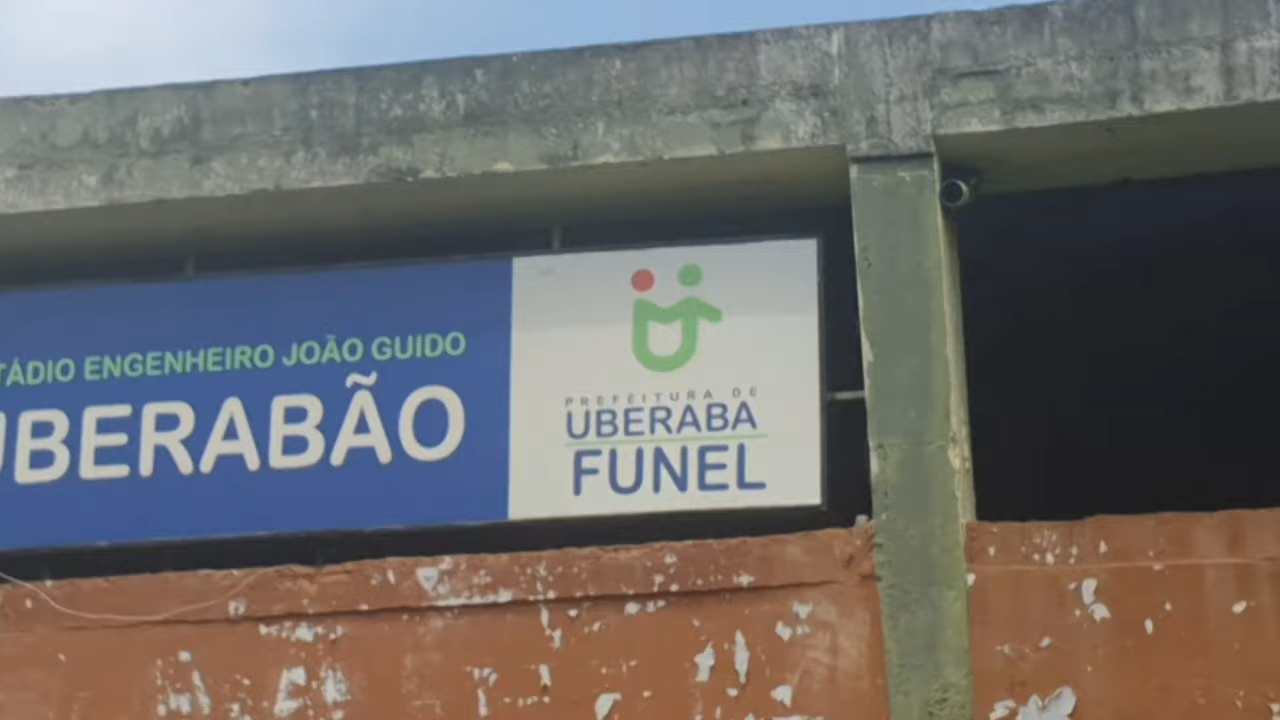 TÁDIO ENGENHEIRO JOÃO GUIDO
UBERABÃO
PREFEITURA DE
UBERABA
FUNEL